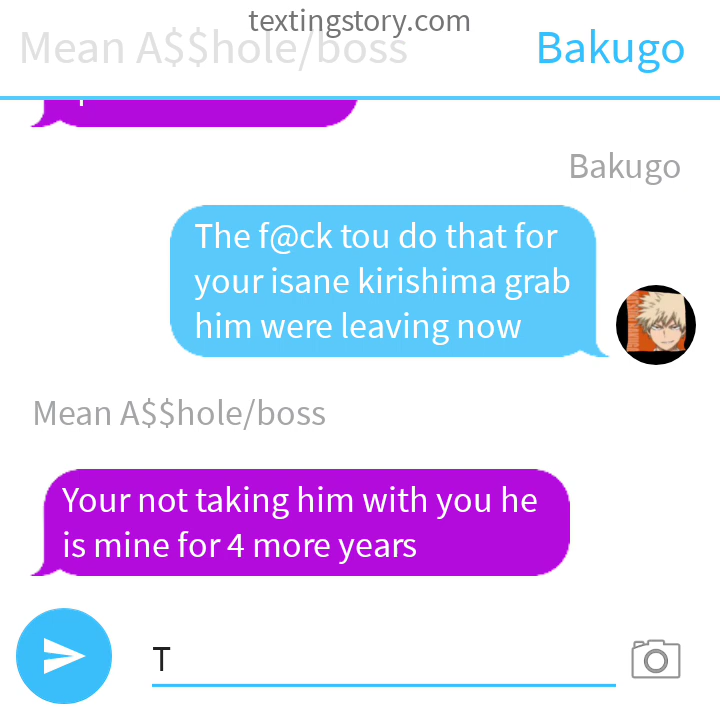 textingstory.com
Mean A$$hole/boss
Bakugo
Bakugo
The f@ck tou do that for
your isane kirishima grab
him were leaving now
Mean A$$hole/boss
Your not taking him with you he
is mine for 4 more years
T